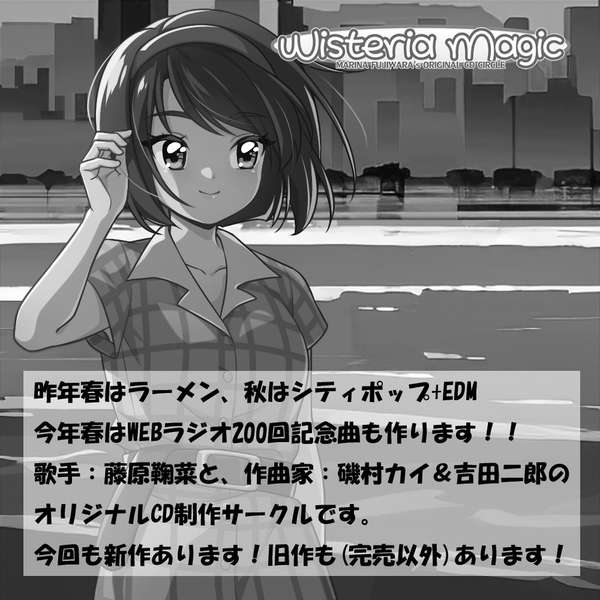 Wisteria Magic
MARINA FUJIWARA's ORIGINAL CD CIRCLE
昨年春はラーメン、秋はシティポップ+EDM
今年春はWEBラジオ200回記念曲も作ります！！
歌手：藤原鞠菜と、作曲家：磯村カイ＆吉田二郎の
オリジナルCD制作サークルです。
今回も新作あります！旧作も(完売以外)あります！